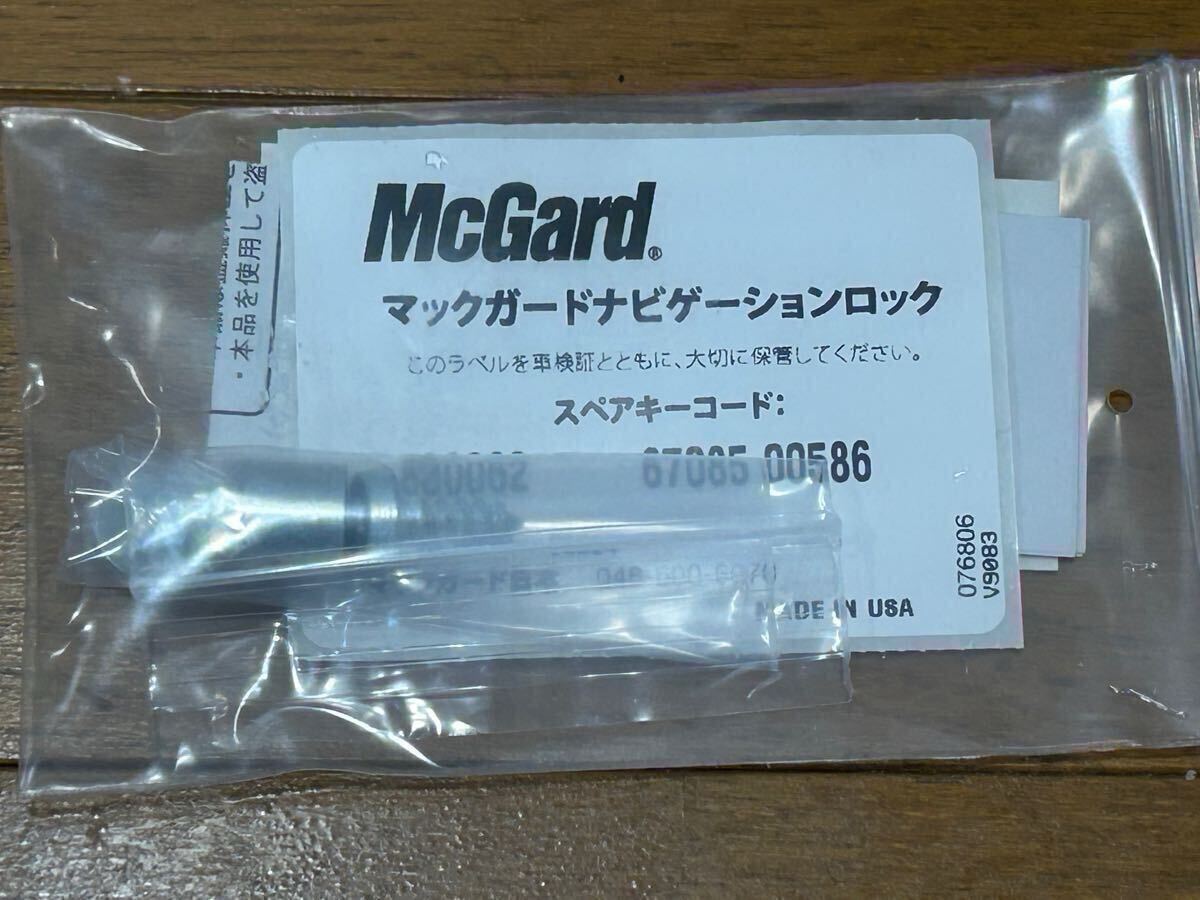 McGard®
マックガードナビゲーションロック
このラベルを車検証とともに、大切に保管してください。
スペアキーコード:
67085 00586
MADE IN USA
076806
V9083
・本品を使用して盗